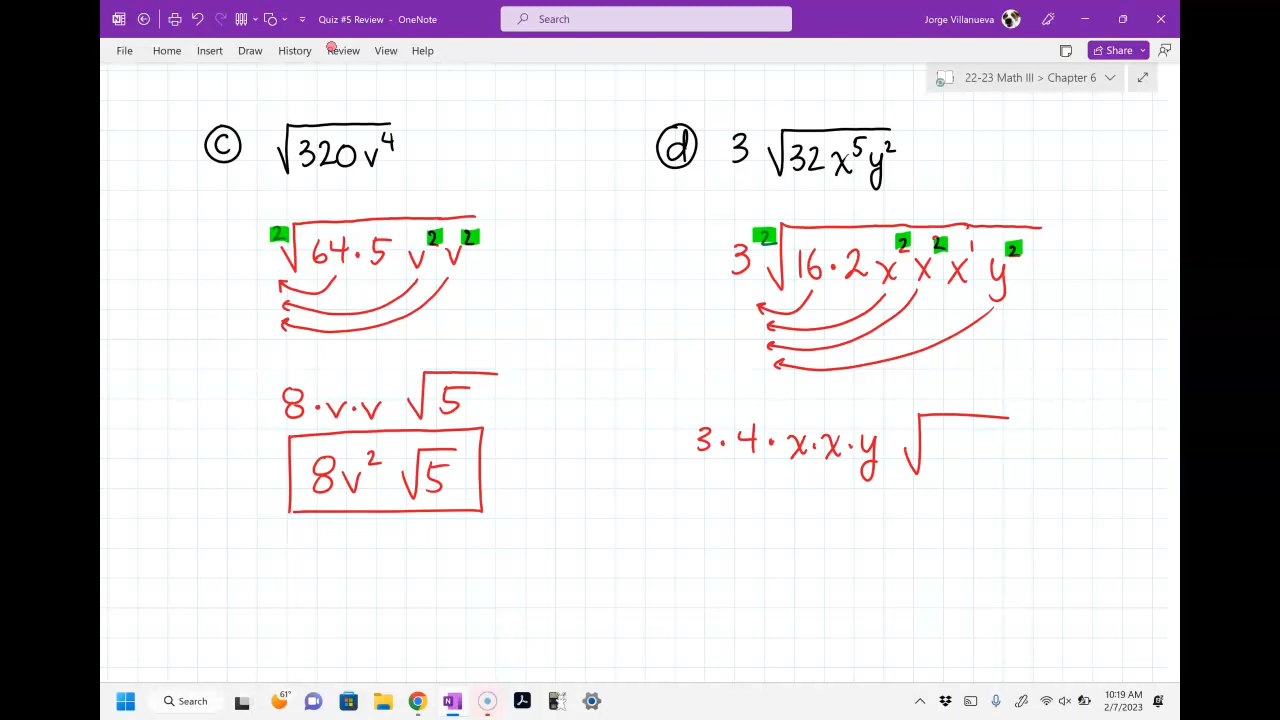 Quiz #5 Review - OneNote
Search
Jorge Villanueva
File Home Insert Draw History Review View Help
Share
22-23 Math III > Chapter 6
ⓒ √320v⁴
ⓓ 3 √32x⁵y²
²√64·5 v² v²
3 ²√16·2 x² x² x¹ y²
8·v·v √5
8v² √5
3·4·x·x·y √
Search
61°
10:19 AM
2/7/2023